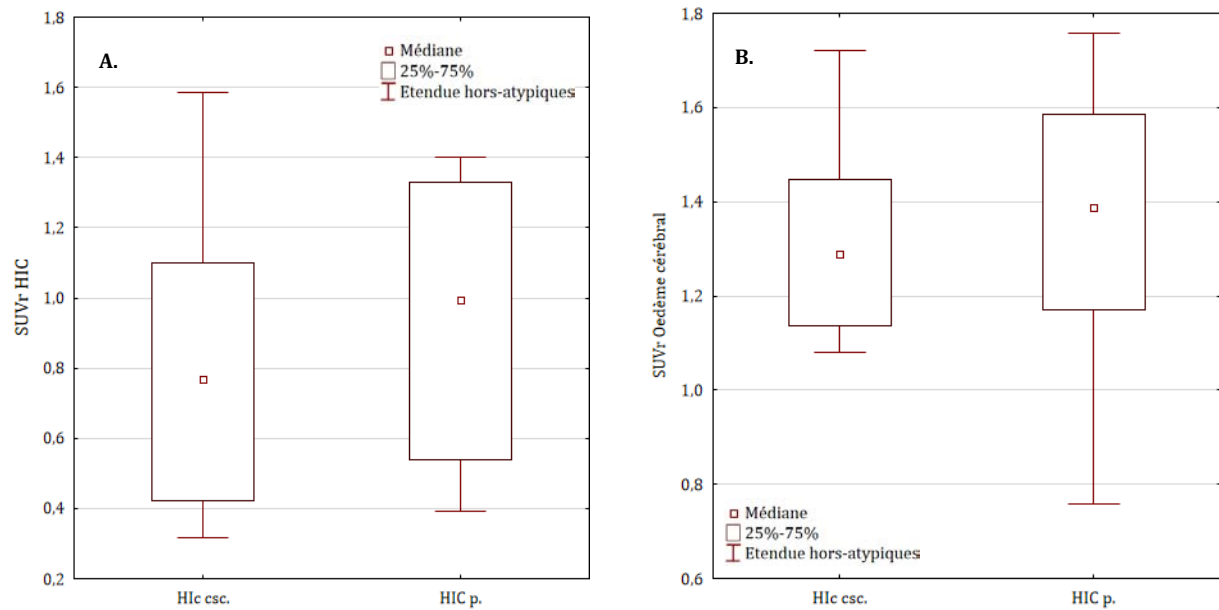 1,8
A.
Médiane
25%-75%
Etendue hors-atypiques
1,6
1,4
1,2
1,0
0,8
0,6
0,4
0,2
SUVr HIC
HIc csc.
HIC p.
1,8
B.
1,6
1,4
1,2
1,0
0,8
0,6
SUVr Oedème cérébral
Médiane
25%-75%
Etendue hors-atypiques
HIc csc.
HIC p.